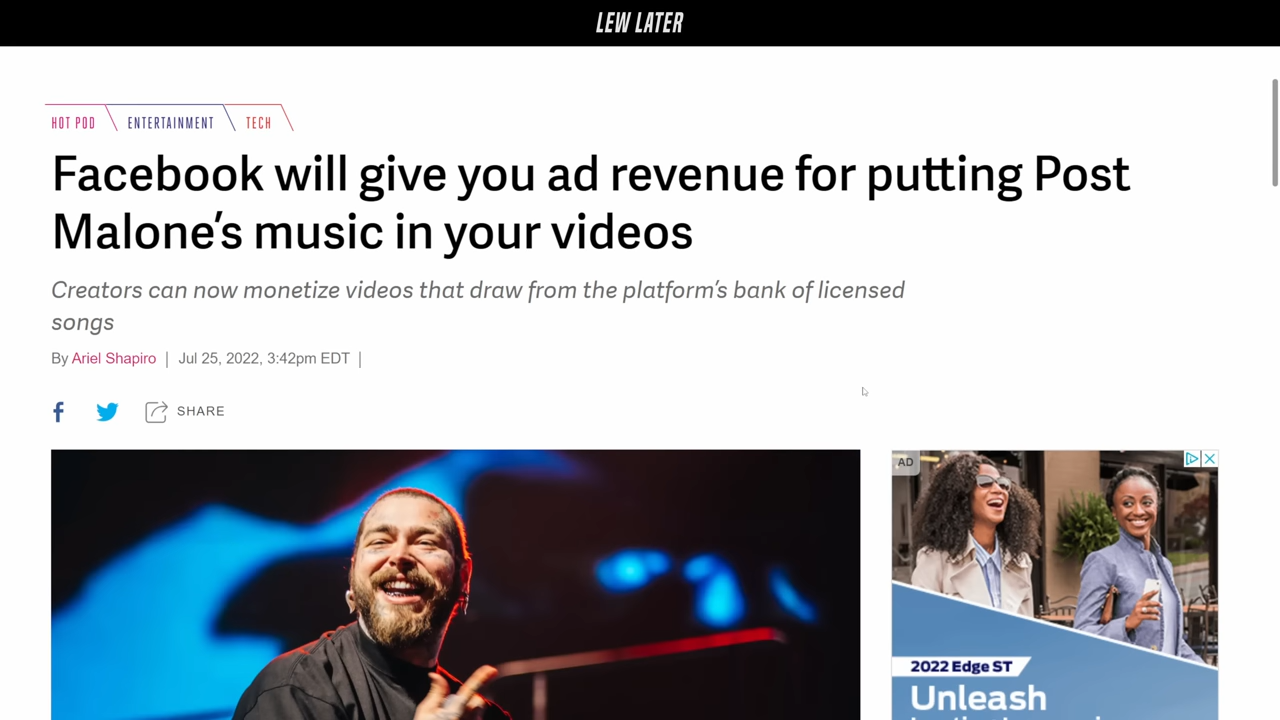 LEW LATER
HOT POD ENTERTAINMENT TECH
Facebook will give you ad revenue for putting Post
Malone's music in your videos
Creators can now monetize videos that draw from the platform's bank of licensed
songs
By Ariel Shapiro | Jul 25, 2022, 3:42pm EDT |
SHARE
AD
2022 Edge ST
Unleash